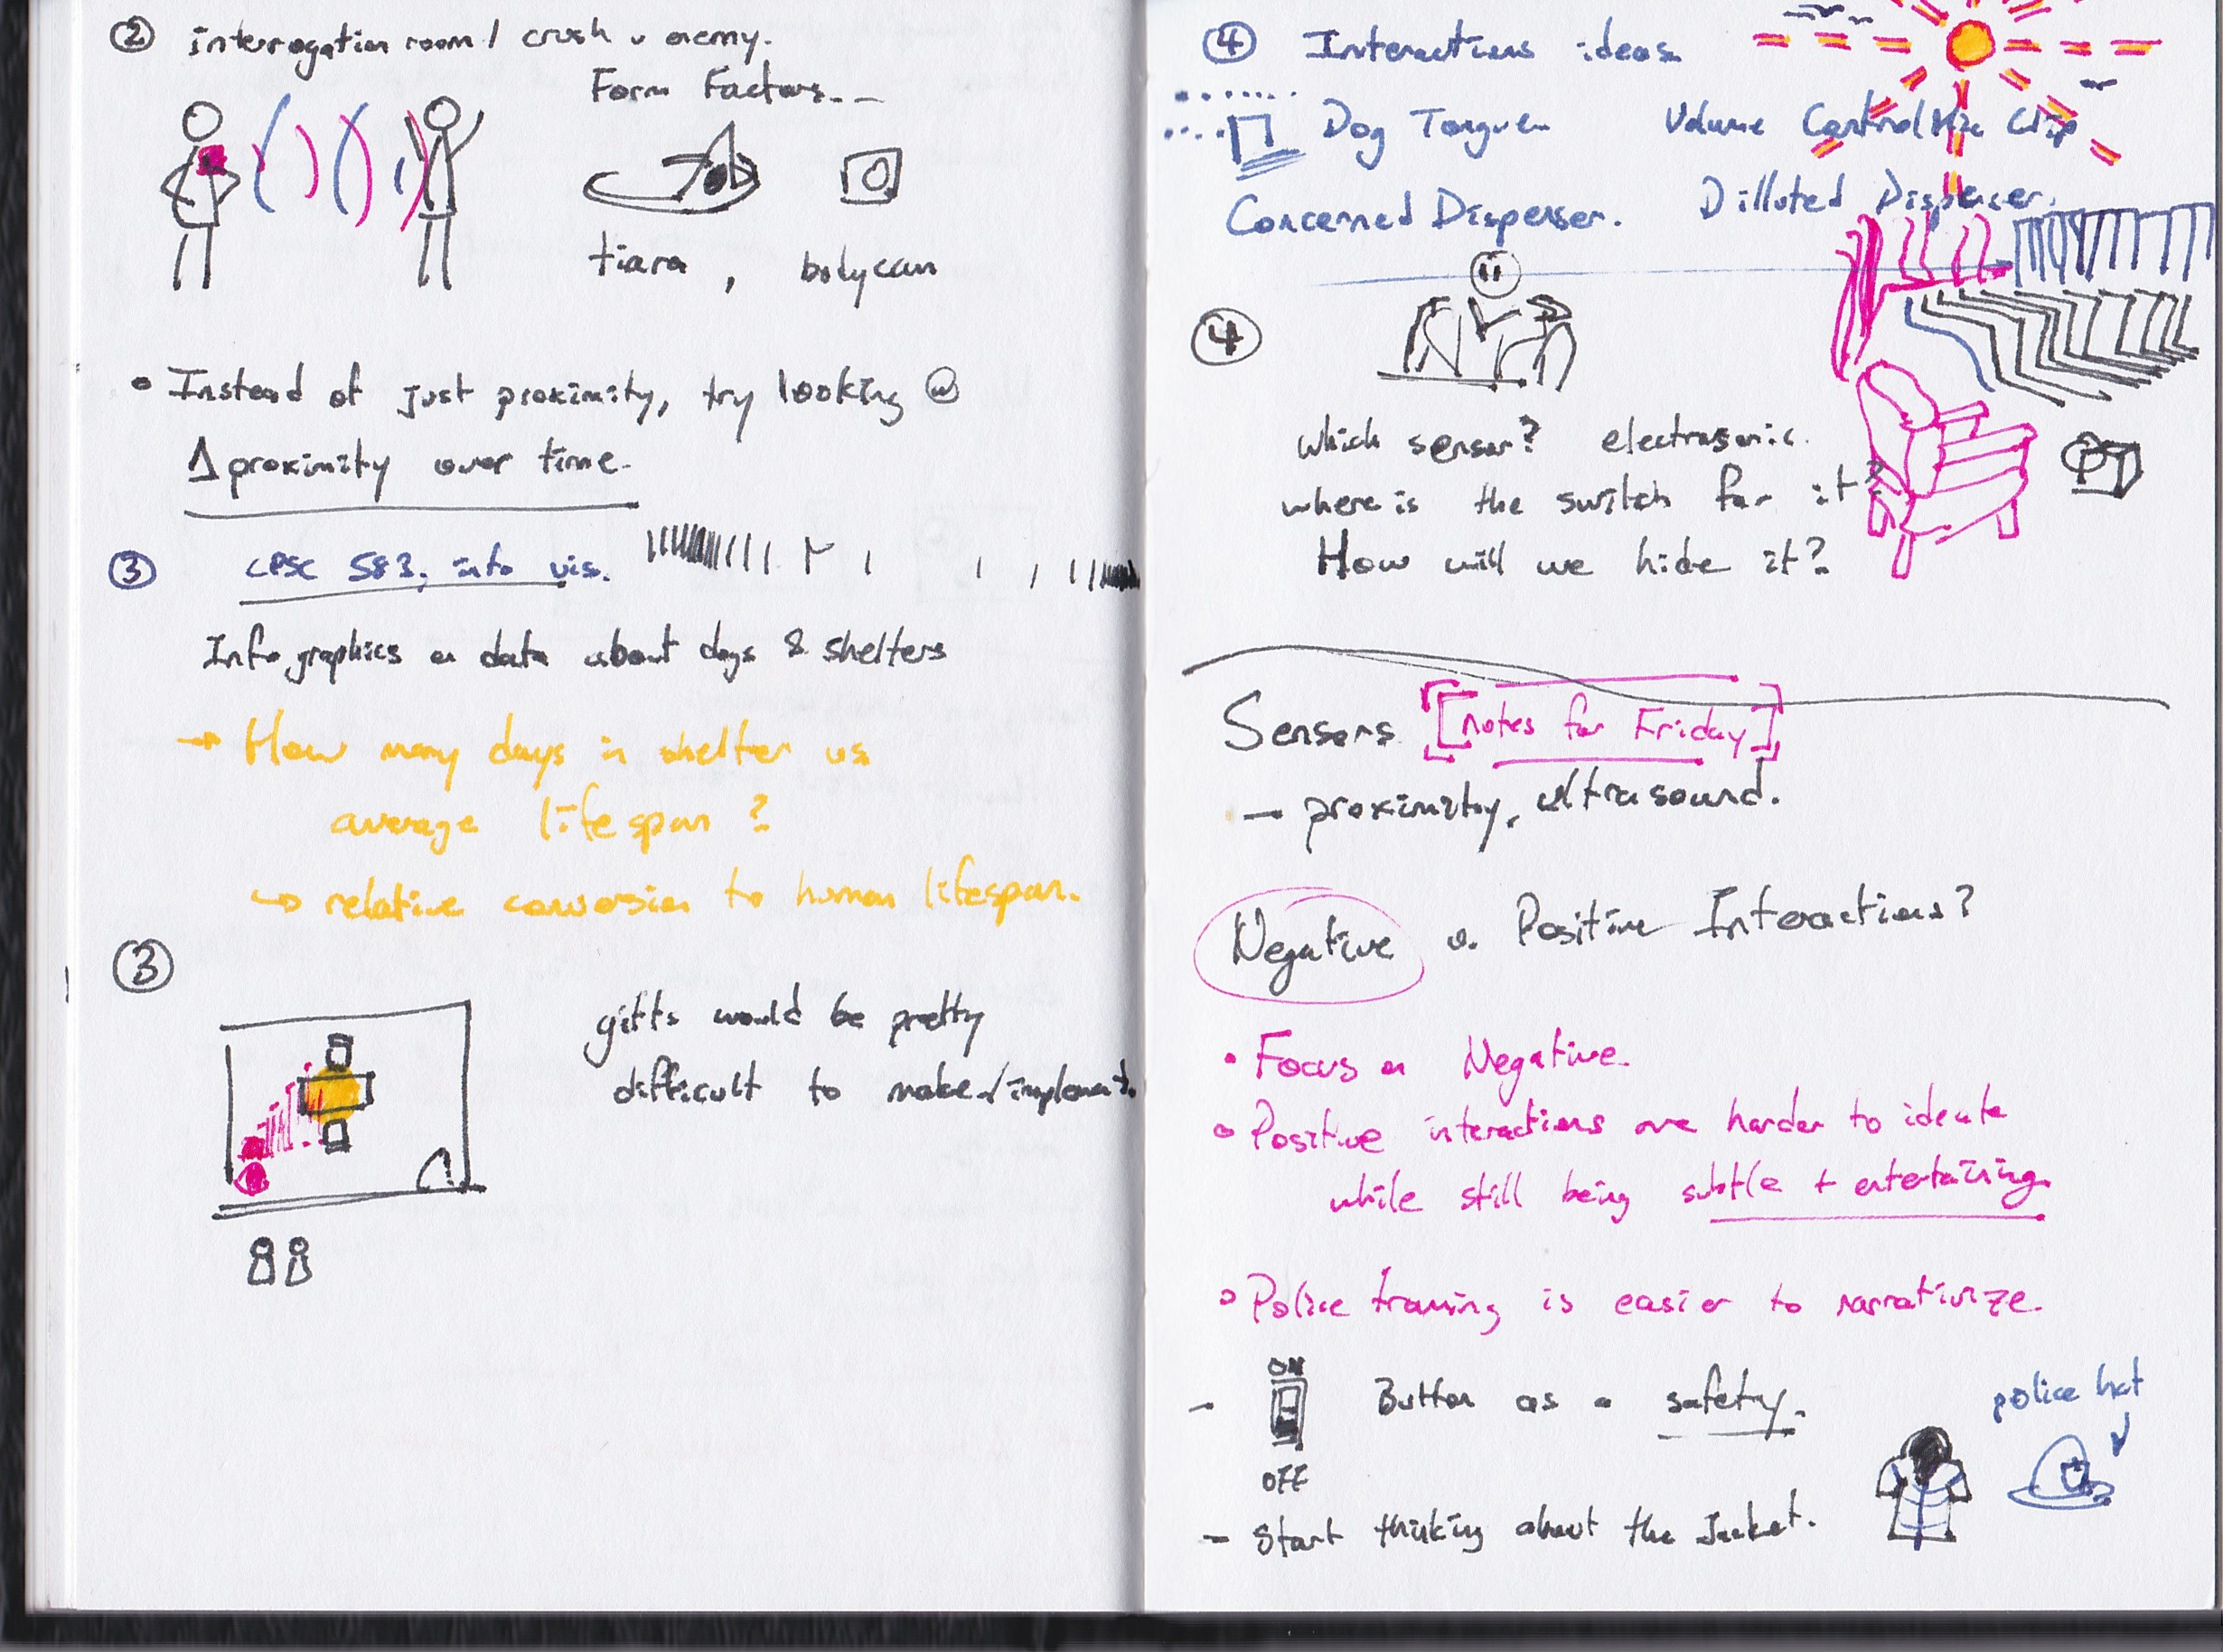 ② interrogation room / crush v enemy.
Form Factors...
tiara, bodycam
• Instead of just proximity, try looking @
Δ proximity over time.
③ CPSC 583, info vis.
Infographics on data about dogs & shelters
→ How many days in shelter vs
average lifespan?
↳ relative conversion to human lifespan.
③
gifts would be pretty
difficult to make/implement.
④ Interactions ideas
Dog Tongue Volume Control Mic Clip
Concerned Dispenser. Dilluted Dispencer.
④
which sensor? electrasonic.
where is the switch for it?
How will we hide it?
Sensors [notes for Friday]
- proximity, ultrasound.
Negative v. Positive Interactions?
• Focus on Negative.
• Positive interactions are harder to ideate
while still being subtle + entertaining.
• Police training is easier to narrativize.
ON
- Button as a safety.
OFF
police hat
- Start thinking about the Jacket.